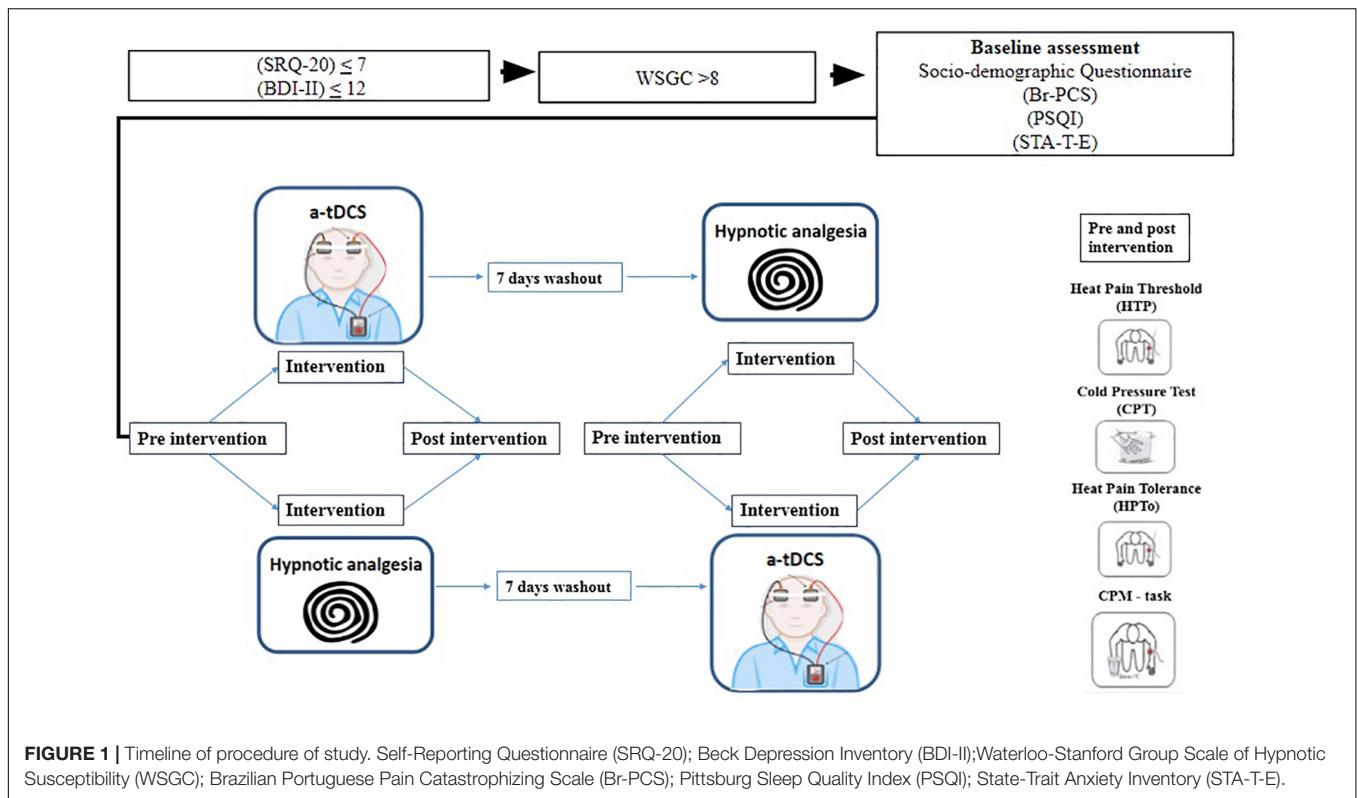 (SRQ-20) ≤ 7
(BDI-II) ≤ 12
WSGC >8
Baseline assessment
Socio-demographic Questionnaire
(Br-PCS)
(PSQI)
(STA-T-E)
a-tDCS
7 days washout
Hypnotic analgesia
Intervention
Intervention
Pre intervention
Post intervention
Pre intervention
Post intervention
Intervention
Intervention
Hypnotic analgesia
7 days washout
a-tDCS
Pre and post
intervention
Heat Pain Threshold
(HTP)
Cold Pressure Test
(CPT)
Heat Pain Tolerance
(HPTo)
CPM - task
FIGURE 1 | Timeline of procedure of study. Self-Reporting Questionnaire (SRQ-20); Beck Depression Inventory (BDI-II);Waterloo-Stanford Group Scale of Hypnotic
Susceptibility (WSGC); Brazilian Portuguese Pain Catastrophizing Scale (Br-PCS); Pittsburg Sleep Quality Index (PSQI); State-Trait Anxiety Inventory (STA-T-E).